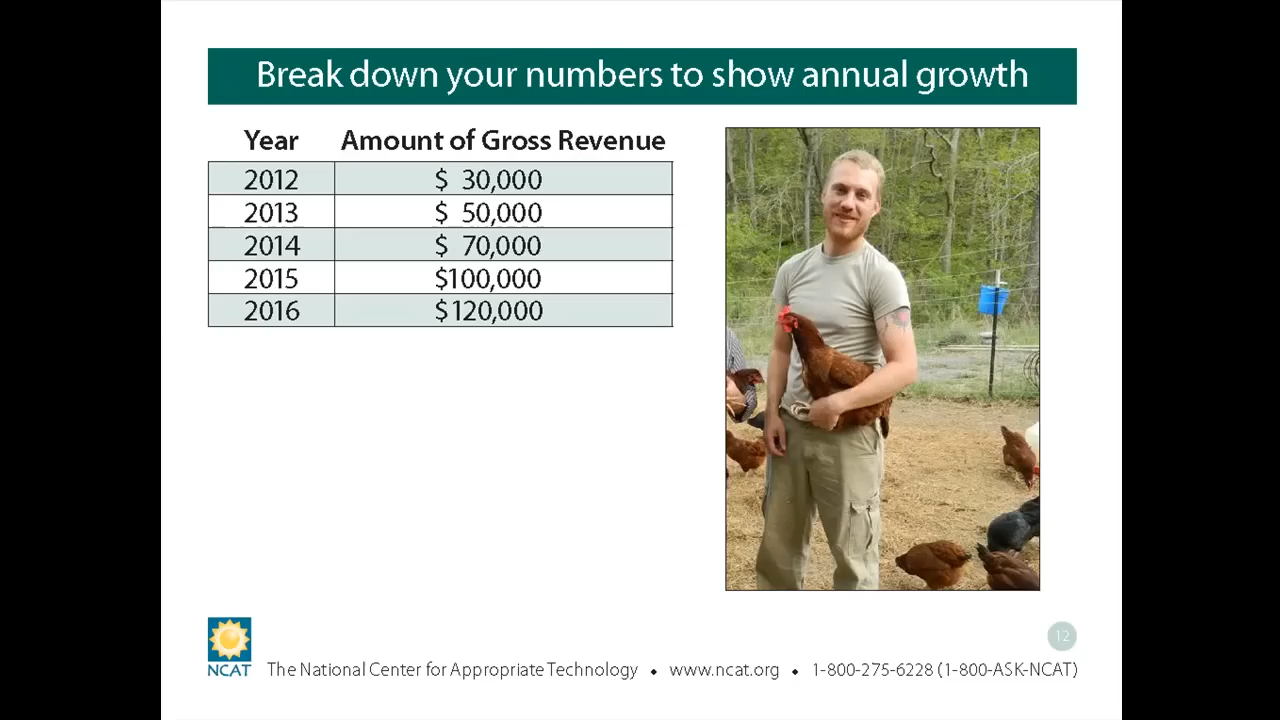 Break down your numbers to show annual growth
Year Amount of Gross Revenue
2012 $ 30,000
2013 $ 50,000
2014 $ 70,000
2015 $100,000
2016 $120,000
12
NCAT
The National Center for Appropriate Technology • www.ncat.org • 1-800-275-6228 (1-800-ASK-NCAT)